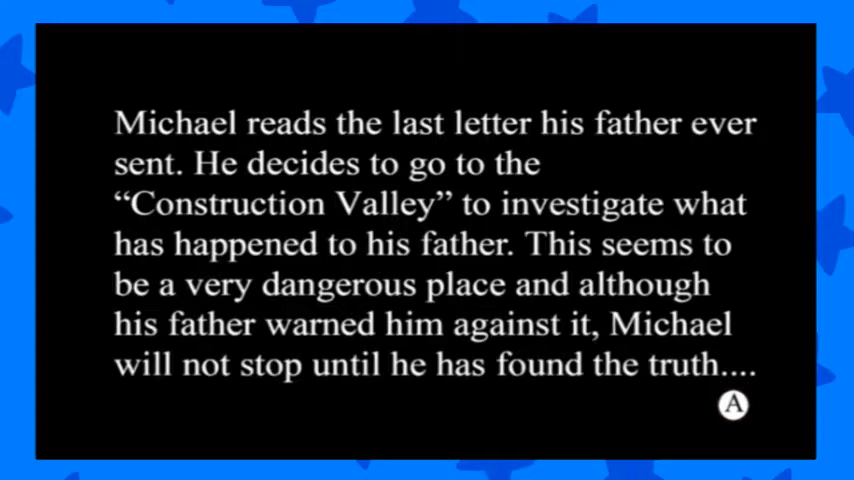 Michael reads the last letter his father ever
sent. He decides to go to the
“Construction Valley” to investigate what
has happened to his father. This seems to
be a very dangerous place and although
his father warned him against it, Michael
will not stop until he has found the truth....
A